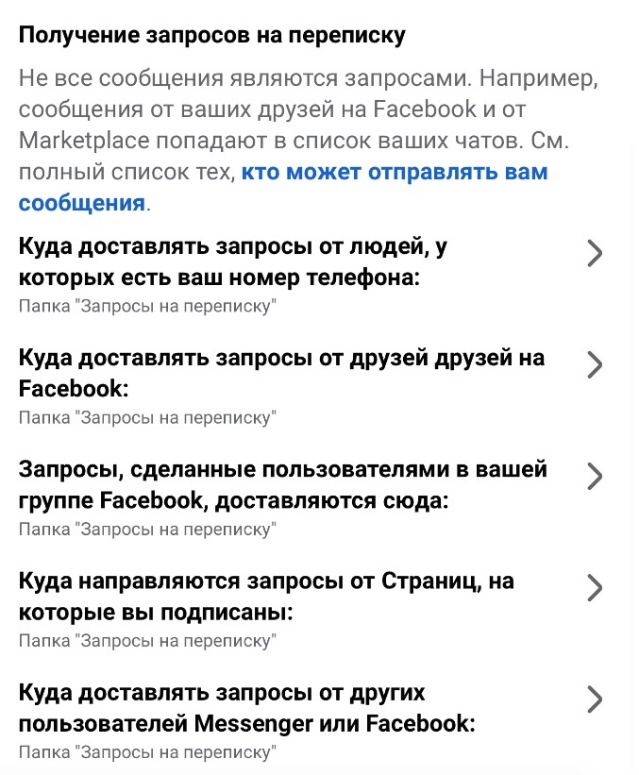 Получение запросов на переписку
Не все сообщения являются запросами. Например,
сообщения от ваших друзей на Facebook и от
Marketplace попадают в список ваших чатов. См.
полный список тех, кто может отправлять вам
сообщения.
Куда доставлять запросы от людей, у
которых есть ваш номер телефона:
Папка "Запросы на переписку"
Куда доставлять запросы от друзей друзей на
Facebook:
Папка "Запросы на переписку"
Запросы, сделанные пользователями в вашей
группе Facebook, доставляются сюда:
Папка "Запросы на переписку"
Куда направляются запросы от Страниц, на
которые вы подписаны:
Папка "Запросы на переписку"
Куда доставлять запросы от других
пользователей Messenger или Facebook:
Папка "Запросы на переписку"